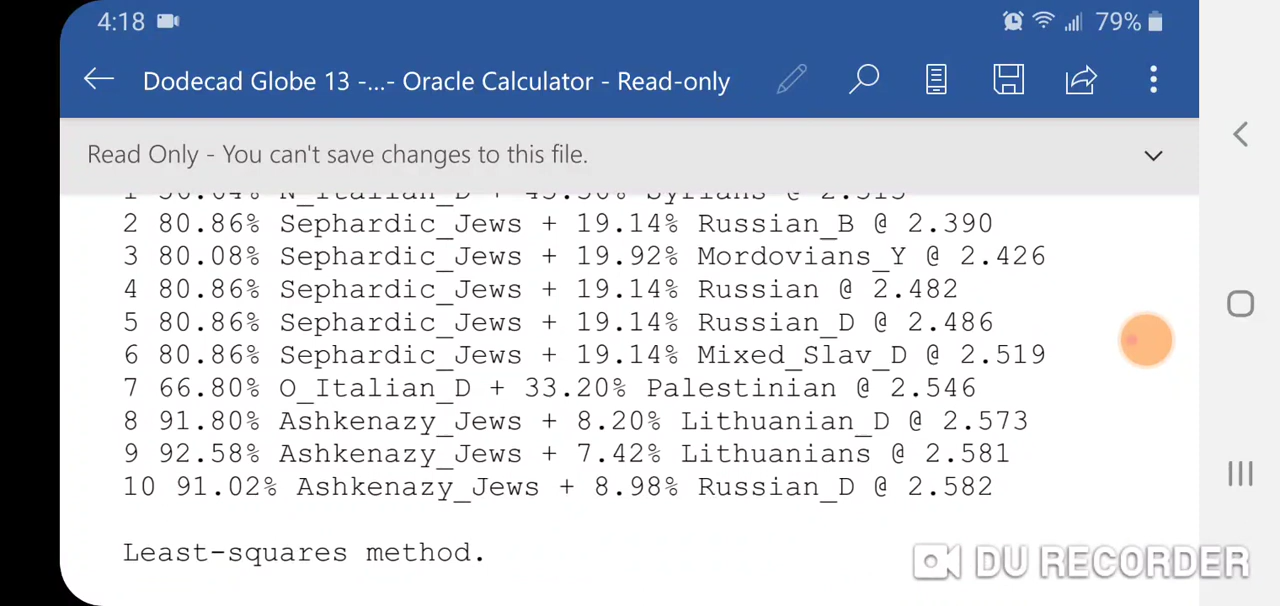 4:18 79%
Dodecad Globe 13 -...- Oracle Calculator - Read-only
Read Only - You can't save changes to this file.
2 80.86% Sephardic_Jews + 19.14% Russian_B @ 2.390
3 80.08% Sephardic_Jews + 19.92% Mordovians_Y @ 2.426
4 80.86% Sephardic_Jews + 19.14% Russian @ 2.482
5 80.86% Sephardic_Jews + 19.14% Russian_D @ 2.486
6 80.86% Sephardic_Jews + 19.14% Mixed_Slav_D @ 2.519
7 66.80% O_Italian_D + 33.20% Palestinian @ 2.546
8 91.80% Ashkenazy_Jews + 8.20% Lithuanian_D @ 2.573
9 92.58% Ashkenazy_Jews + 7.42% Lithuanians @ 2.581
10 91.02% Ashkenazy_Jews + 8.98% Russian_D @ 2.582
Least-squares method.
DU RECORDER